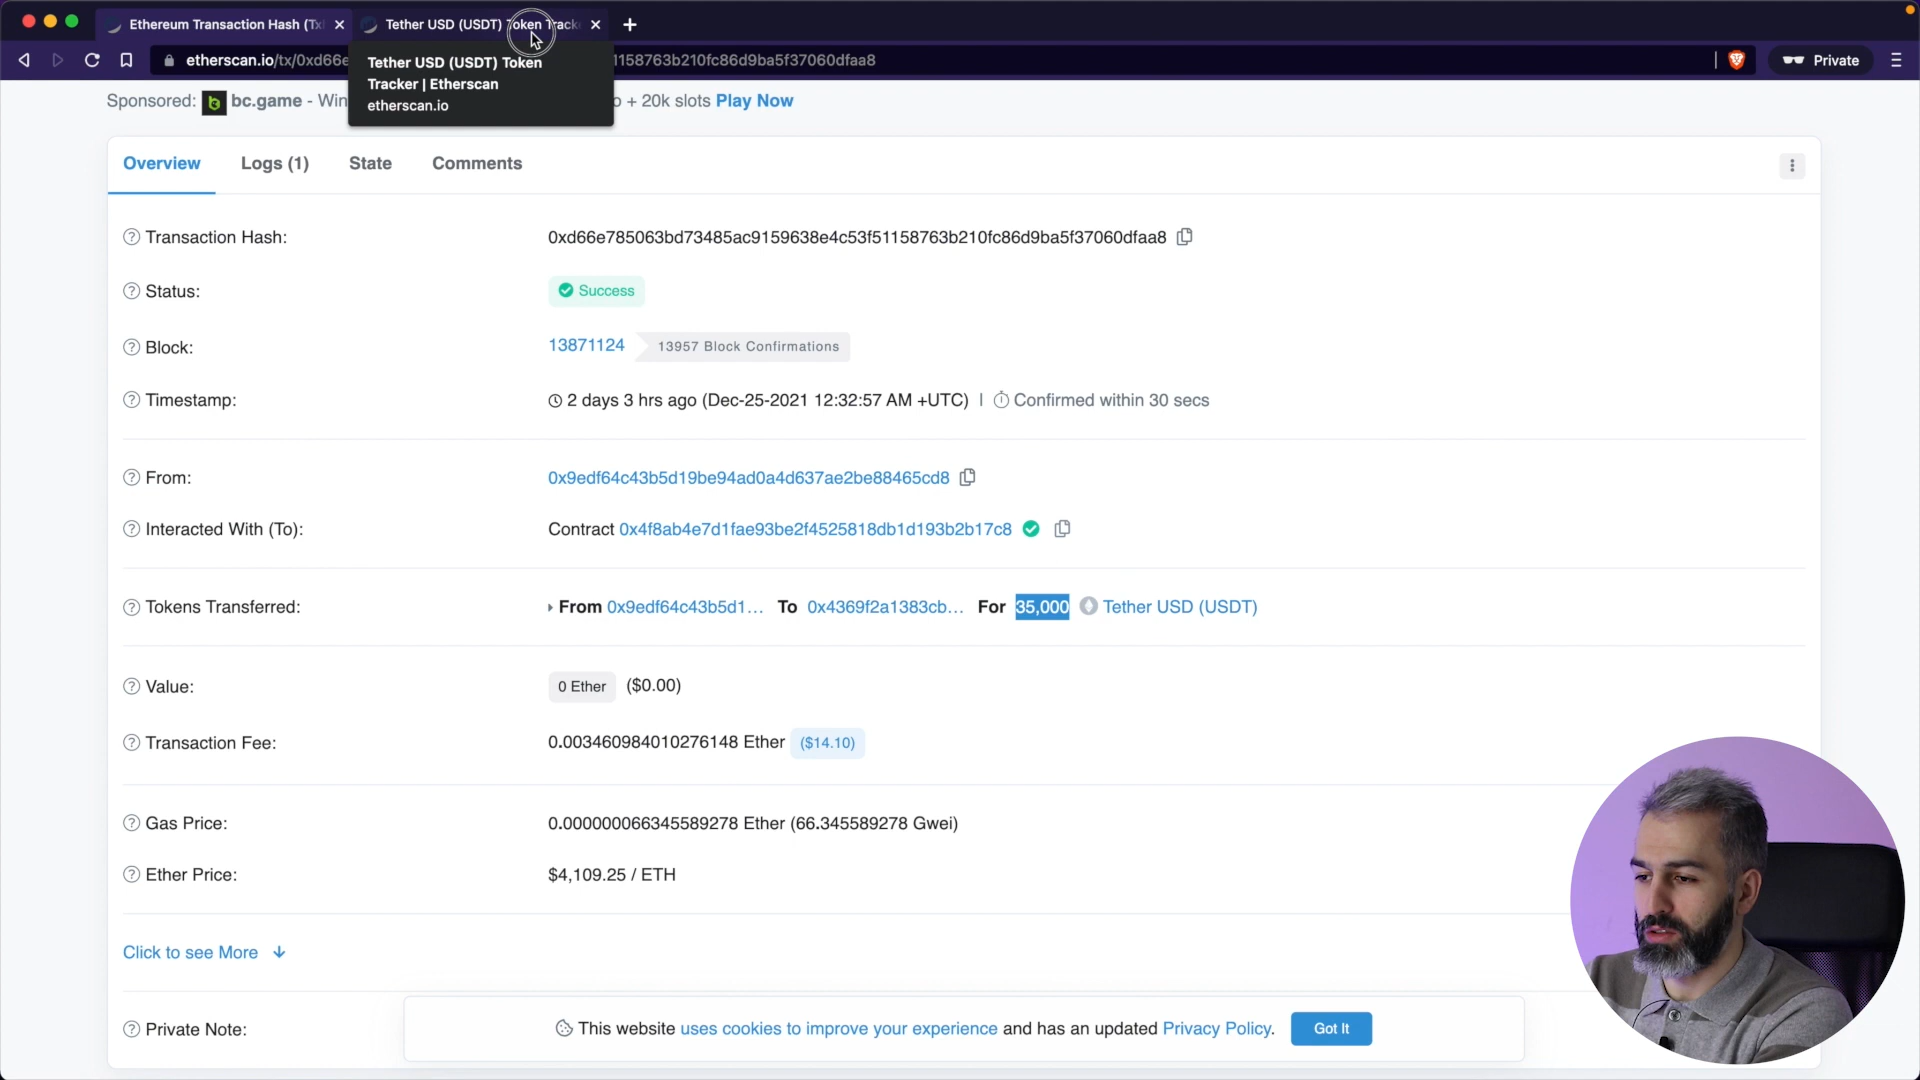 Ethereum Transaction Hash (Tx
Tether USD (USDT) Token Track
etherscan.io/tx/0xd66e
1158763b210fc86d9ba5f37060dfaa8
Private
Tether USD (USDT) Token
Tracker | Etherscan
etherscan.io
Sponsored: bc.game - Win
o + 20k slots Play Now
Overview
Logs (1)
State
Comments
Transaction Hash:
0xd66e785063bd73485ac9159638e4c53f51158763b210fc86d9ba5f37060dfaa8
Status:
Success
Block:
13871124
13957 Block Confirmations
Timestamp:
2 days 3 hrs ago (Dec-25-2021 12:32:57 AM +UTC) | Confirmed within 30 secs
From:
0x9edf64c43b5d19be94ad0a4d637ae2be88465cd8
Interacted With (To):
Contract 0x4f8ab4e7d1fae93be2f4525818db1d193b2b17c8
Tokens Transferred:
From 0x9edf64c43b5d1... To 0x4369f2a1383cb... For 35,000 Tether USD (USDT)
Value:
0 Ether ($0.00)
Transaction Fee:
0.003460984010276148 Ether ($14.10)
Gas Price:
0.000000066345589278 Ether (66.345589278 Gwei)
Ether Price:
$4,109.25 / ETH
Click to see More
Private Note:
This website uses cookies to improve your experience and has an updated Privacy Policy.
Got It